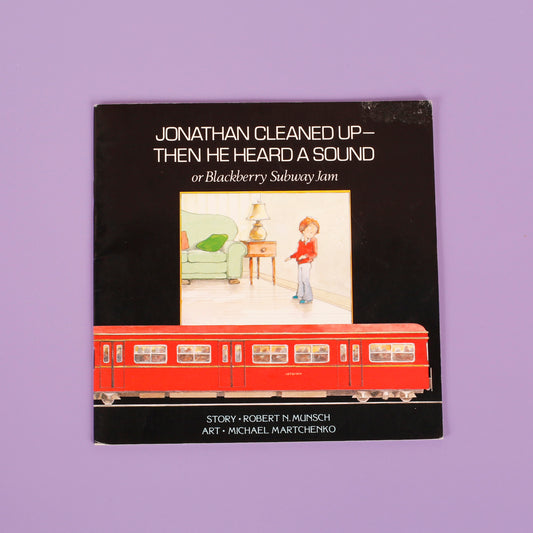 JONATHAN CLEANED UP—
THEN HE HEARD A SOUND
or Blackberry Subway Jam
STORY • ROBERT N. MUNSCH
ART • MICHAEL MARTCHENKO